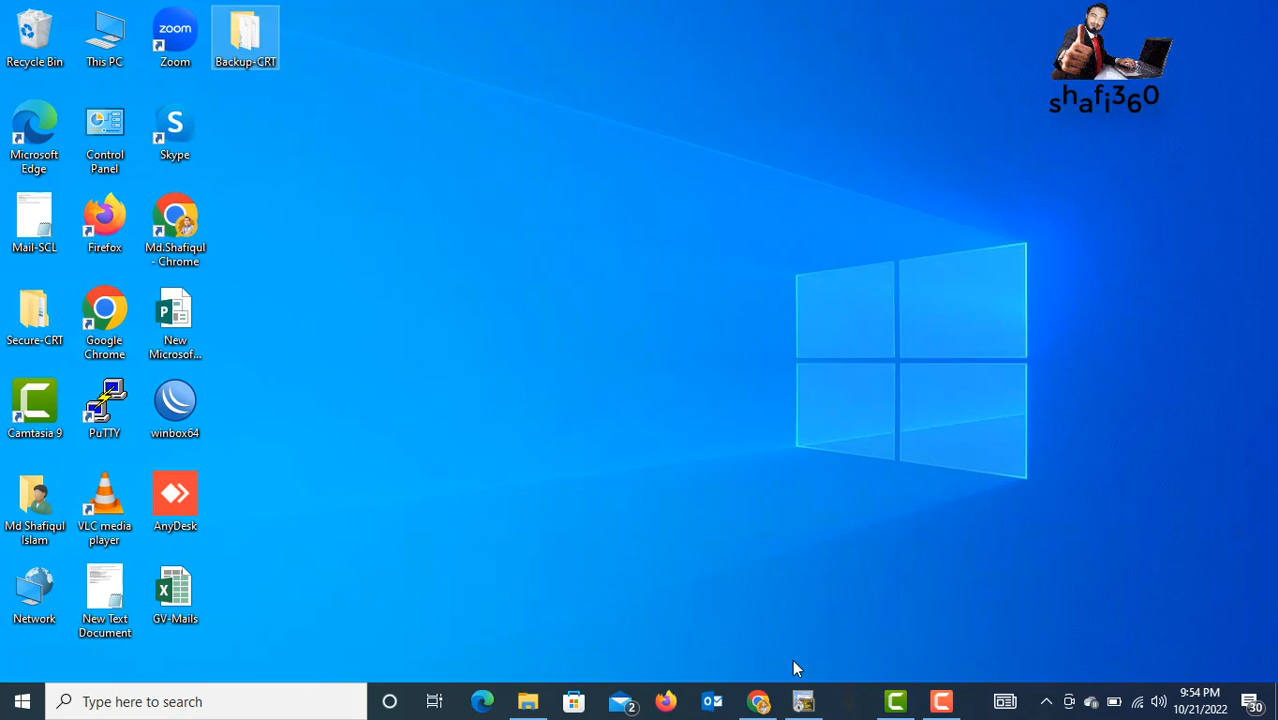 Recycle Bin
This PC
Zoom
zoom
Backup-CRT
shafi360
Microsoft
Edge
Control
Panel
Skype
Mail-SCL
Firefox
Md.Shafiqul
- Chrome
Secure-CRT
Google
Chrome
New
Microsof...
Camtasia 9
PuTTY
winbox64
Md Shafiqul
Islam
VLC media
player
AnyDesk
Network
New Text
Document
GV-Mails
Type here to search
2
9:54 PM
10/21/2022
30